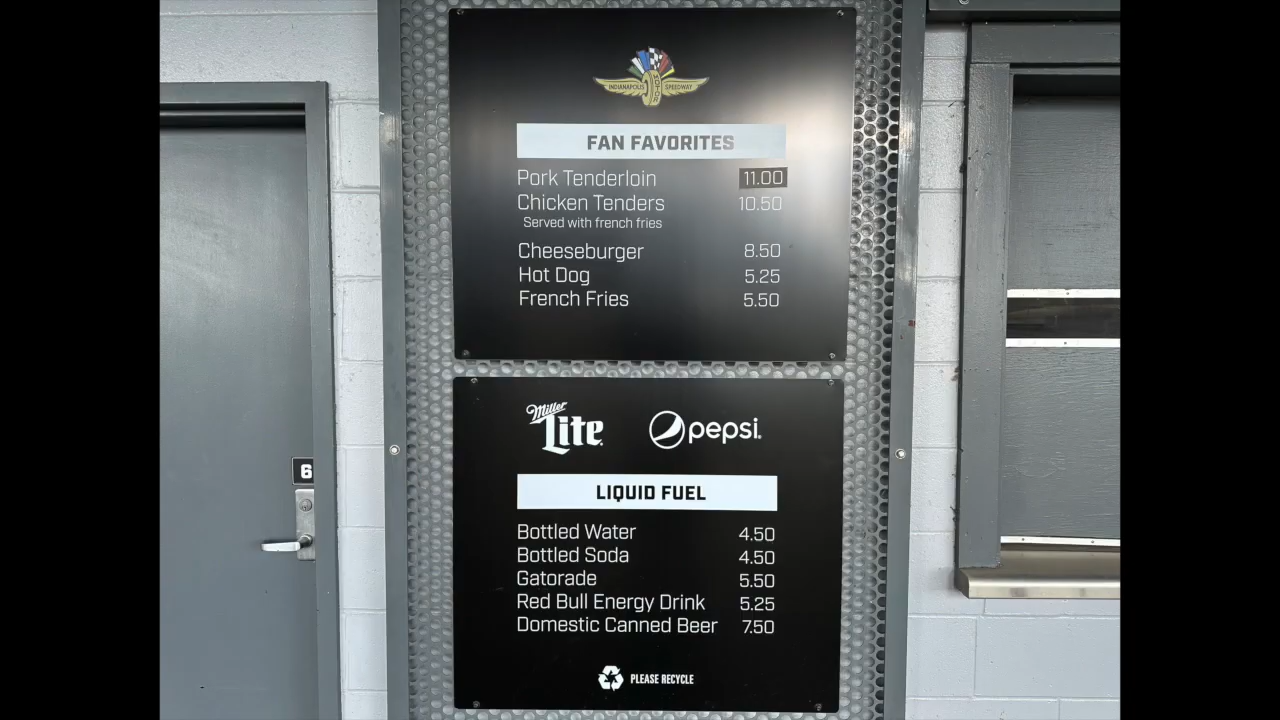 INDIANAPOLIS MOTOR SPEEDWAY
FAN FAVORITES
Pork Tenderloin 11.00
Chicken Tenders 10.50
Served with french fries
Cheeseburger 8.50
Hot Dog 5.25
French Fries 5.50
Miller Lite pepsi
LIQUID FUEL
6
Bottled Water 4.50
Bottled Soda 4.50
Gatorade 5.50
Red Bull Energy Drink 5.25
Domestic Canned Beer 7.50
PLEASE RECYCLE